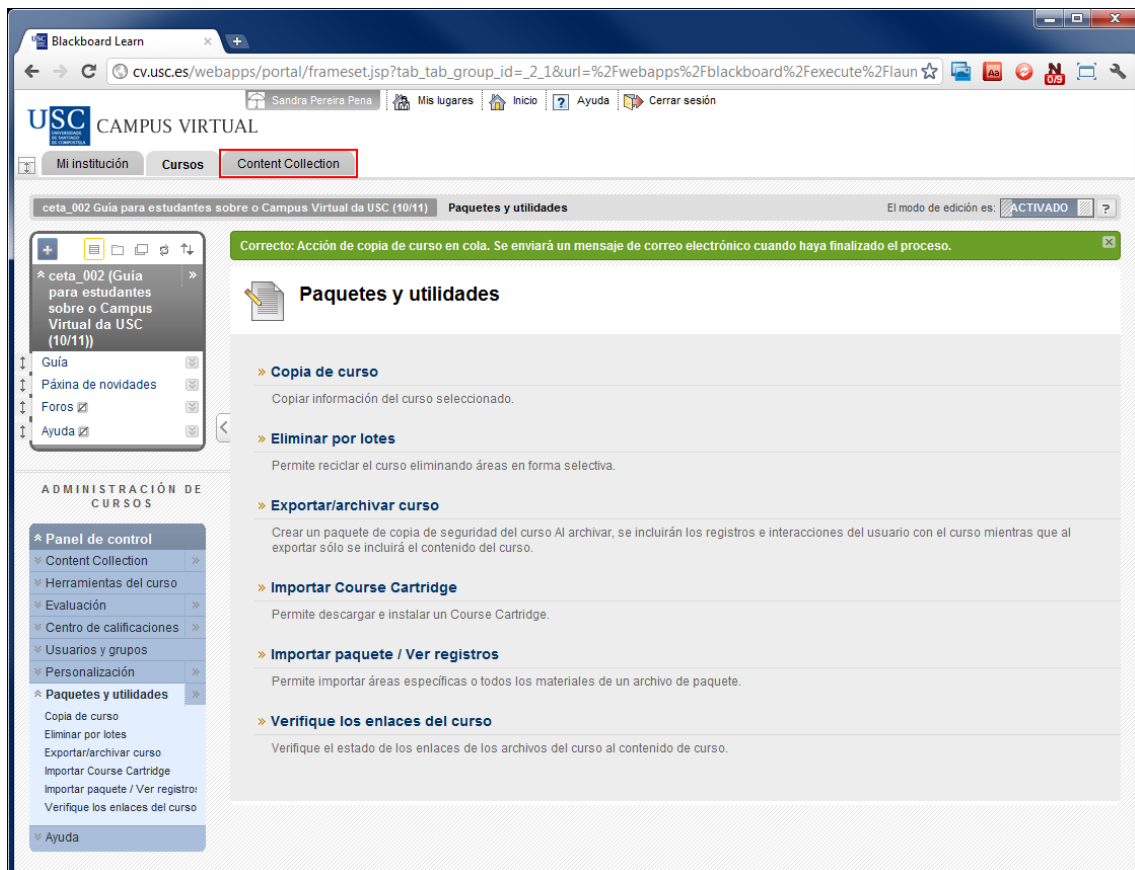 Blackboard Learn
cv.usc.es/webapps/portal/frameset.jsp?tab_tab_group_id=_2_1&url=%2Fwebapps%2Fblackboard%2Fexecute%2Flaun
0/9
Sandra Pereira Pena Mis lugares Inicio ? Ayuda Cerrar sesión
USC CAMPUS VIRTUAL
UNIVERSIDADE
DE SANTIAGO
DE COMPOSTELA
Mi institución Cursos Content Collection
ceta_002 Guía para estudantes sobre o Campus Virtual da USC (10/11) Paquetes y utilidades El modo de edición es: ACTIVADO ?
Correcto: Acción de copia de curso en cola. Se enviará un mensaje de correo electrónico cuando haya finalizado el proceso.
ceta_002 (Guía
para estudantes
sobre o Campus
Virtual da USC
(10/11))
Guía
Páxina de novidades
Foros
Ayuda
ADMINISTRACIÓN DE
CURSOS
Panel de control
Content Collection
Herramientas del curso
Evaluación
Centro de calificaciones
Usuarios y grupos
Personalización
Paquetes y utilidades
Copia de curso
Eliminar por lotes
Exportar/archivar curso
Importar Course Cartridge
Importar paquete / Ver registro
Verifique los enlaces del curso
Ayuda
Paquetes y utilidades
Copia de curso
Copiar información del curso seleccionado.
Eliminar por lotes
Permite reciclar el curso eliminando áreas en forma selectiva.
Exportar/archivar curso
Crear un paquete de copia de seguridad del curso Al archivar, se incluirán los registros e interacciones del usuario con el curso mientras que al
exportar sólo se incluirá el contenido del curso.
Importar Course Cartridge
Permite descargar e instalar un Course Cartridge.
Importar paquete / Ver registros
Permite importar áreas específicas o todos los materiales de un archivo de paquete.
Verifique los enlaces del curso
Verifique el estado de los enlaces de los archivos del curso al contenido de curso.